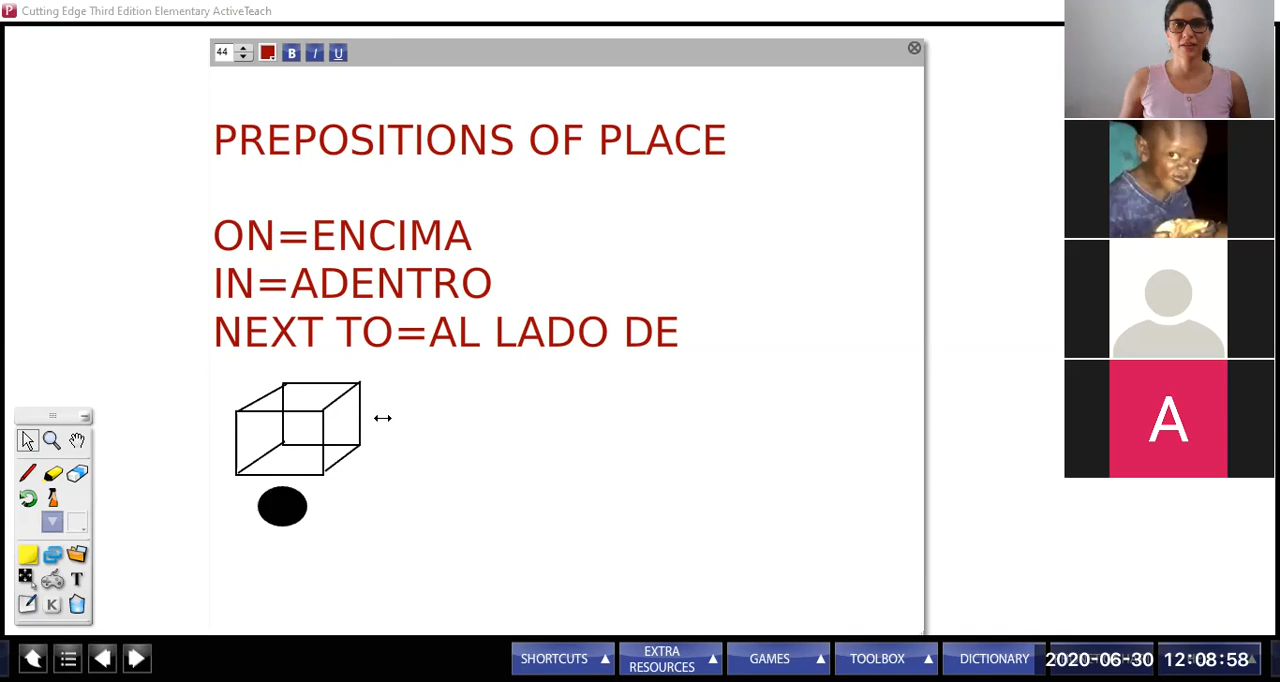 Cutting Edge Third Edition Elementary ActiveTeach
44 B I U
PREPOSITIONS OF PLACE
ON=ENCIMA
IN=ADENTRO
NEXT TO=AL LADO DE
A
T
K
SHORTCUTS
EXTRA
RESOURCES
GAMES
TOOLBOX
DICTIONARY
2020-06-30 12:08:58